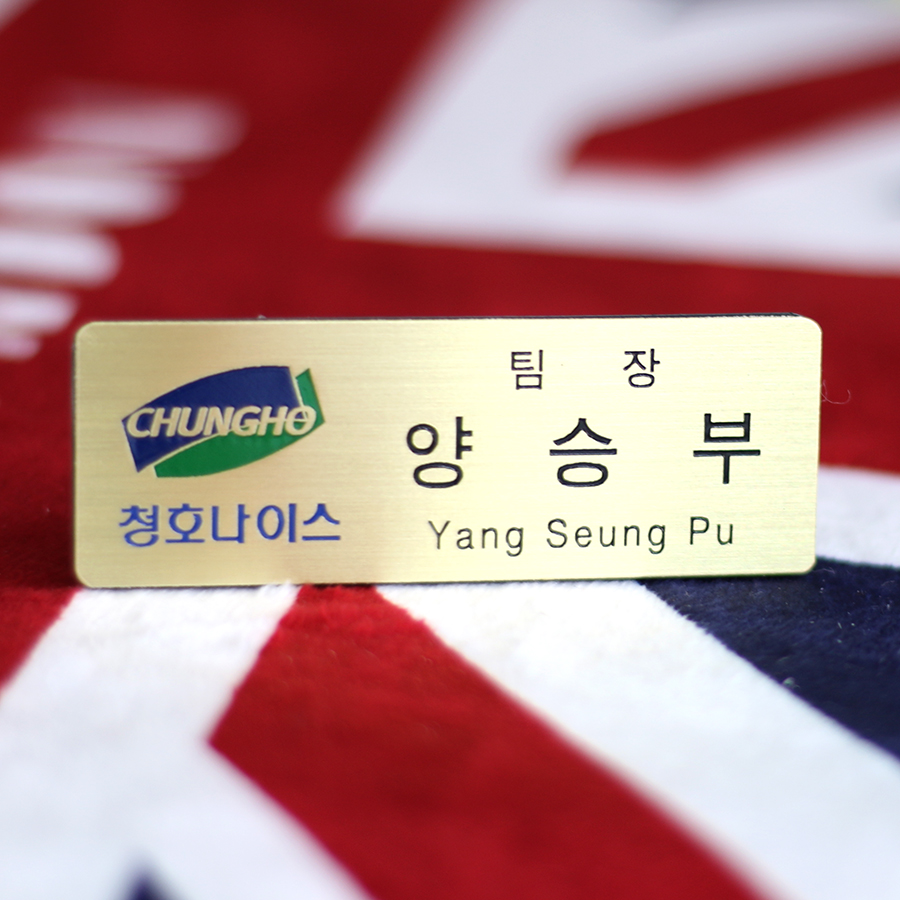 CHUNGHO
청호나이스
팀 장
양 승 부
Yang Seung Pu